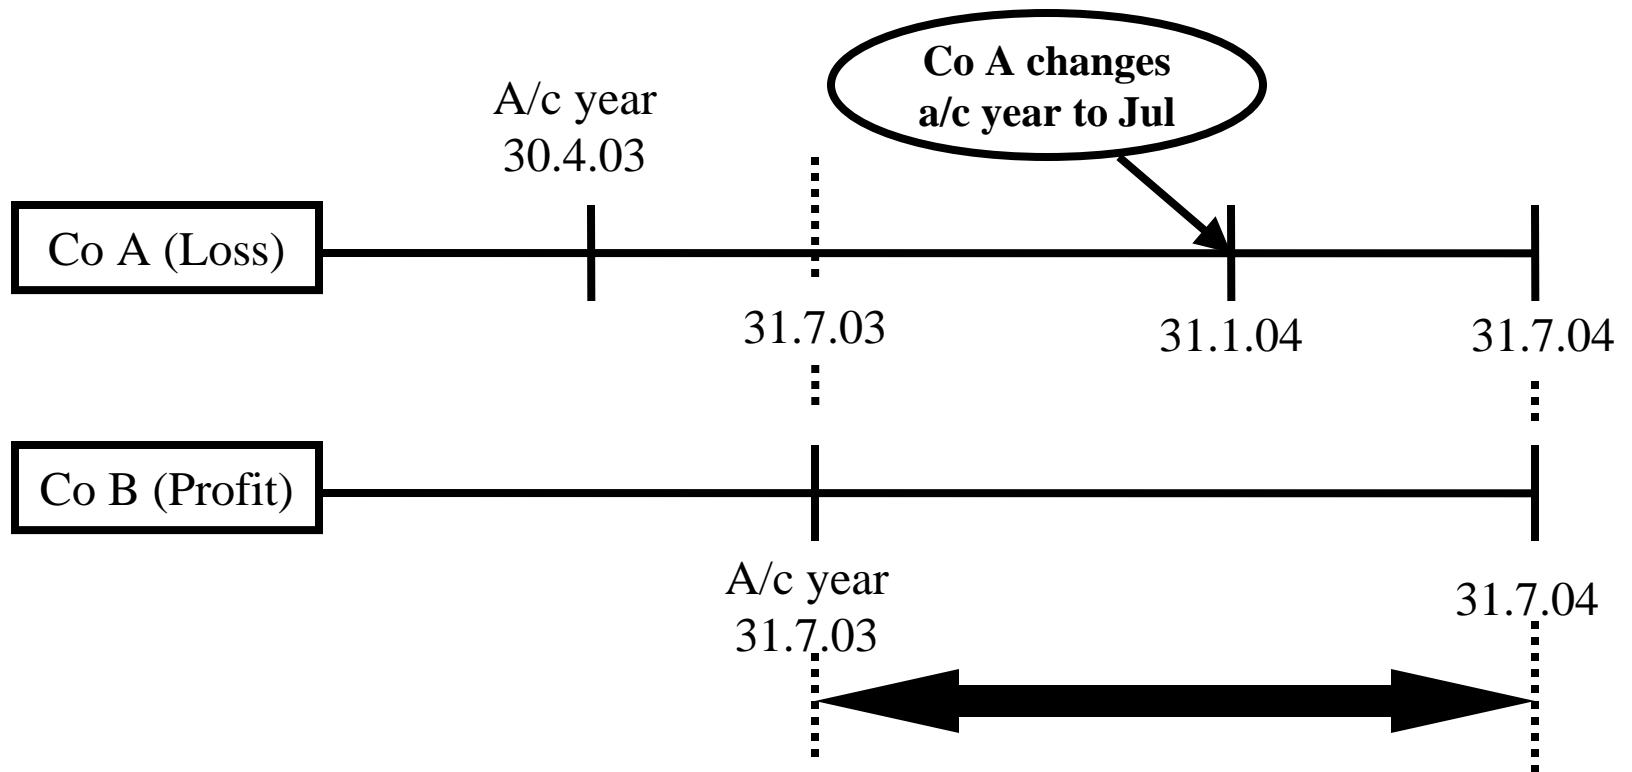 Co A changes
a/c year to Jul
A/c year
30.4.03
Co A (Loss)
31.7.03
31.1.04
31.7.04
Co B (Profit)
A/c year
31.7.03
31.7.04